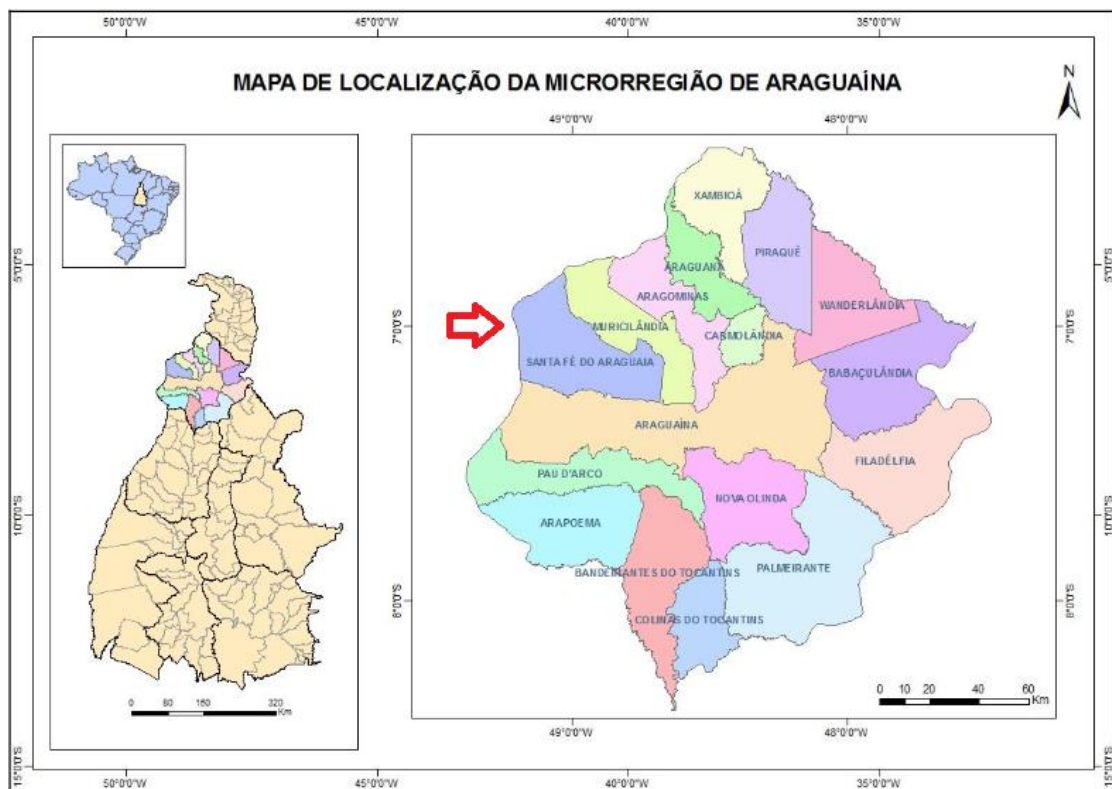 50°0'0"W 45°0'0"W 40°0'0"W 35°0'0"W
MAPA DE LOCALIZAÇÃO DA MICRORREGIÃO DE ARAGUAÍNA
N
49°0'0"W 48°0'0"W
XAMBIOÁ
PIRAQUÊ
5°0'0"S 5°0'0"S
ARAGUANÃ
ARAGOMINAS
WANDERLÂNDIA
7°0'0"S 7°0'0"S
MURICILÂNDIA
CARMOLÂNDIA
SANTA FÉ DO ARAGUAIA
BABAÇULÂNDIA
ARAGUAÍNA
FILADÉLFIA
PAU D'ARCO
NOVA OLINDA
10°0'0"S 10°0'0"S
ARAPOEMA
BANDEIRANTES DO TOCANTINS
PALMEIRANTE
8°0'0"S 8°0'0"S
COLINAS DO TOCANTINS
0 80 160 320
Km
0 10 20 40 60
Km
49°0'0"W 48°0'0"W
15°0'0"S 15°0'0"S
50°0'0"W 45°0'0"W 40°0'0"W 35°0'0"W